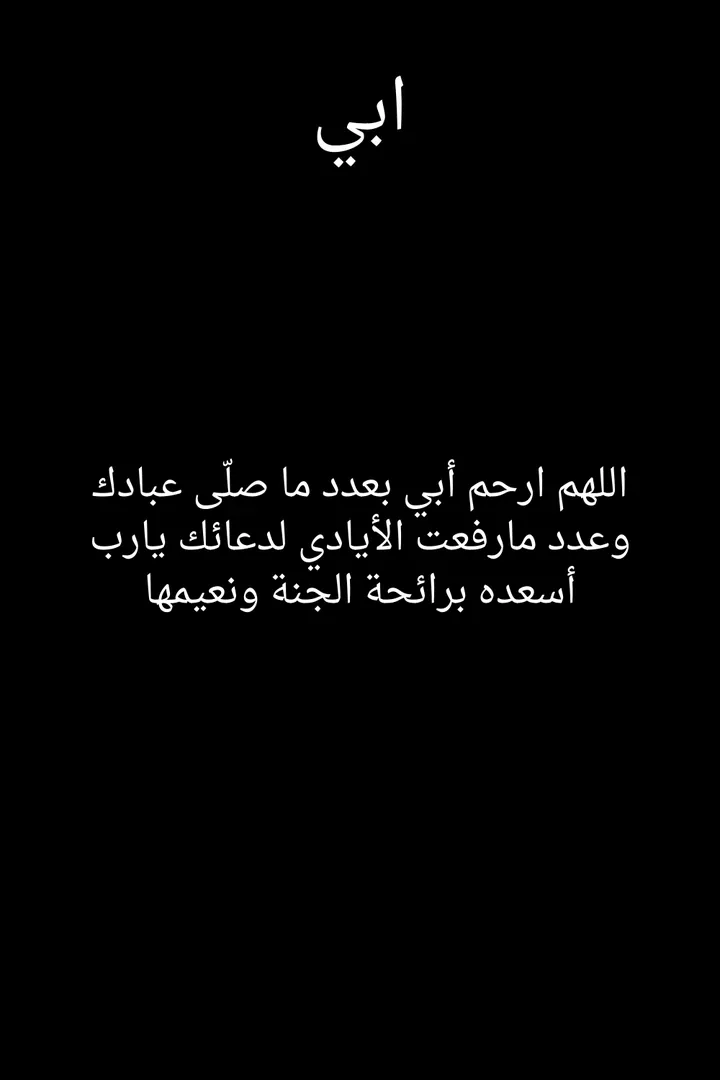 ابي
اللهم ارحم أبي بعدد ما صلّى عبادك
وعدد مارفعت الأيادي لدعائك يارب
أسعده برائحة الجنة ونعيمها